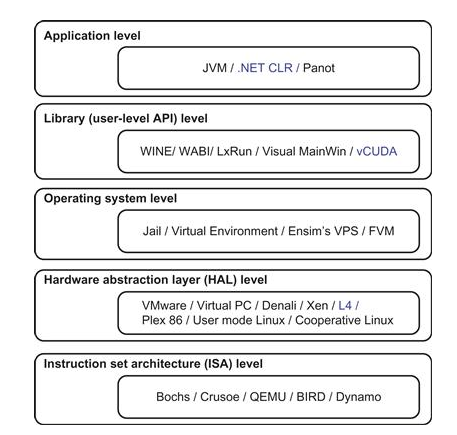 Application level
JVM / .NET CLR / Panot
Library (user-level API) level
WINE/ WABI/ LxRun / Visual MainWin / vCUDA
Operating system level
Jail / Virtual Environment / Ensim's VPS / FVM
Hardware abstraction layer (HAL) level
VMware / Virtual PC / Denali / Xen / L4 /
Plex 86 / User mode Linux / Cooperative Linux
Instruction set architecture (ISA) level
Bochs / Crusoe / QEMU / BIRD / Dynamo